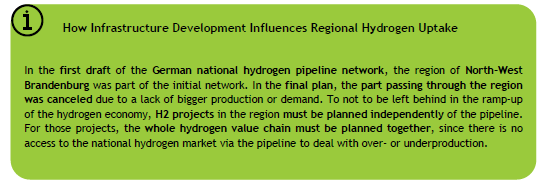 i
How Infrastructure Development Influences Regional Hydrogen Uptake
In the first draft of the German national hydrogen pipeline network, the region of North-West
Brandenburg was part of the initial network. In the final plan, the part passing through the region
was canceled due to a lack of bigger production or demand. To not to be left behind in the ramp-up
of the hydrogen economy, H2 projects in the region must be planned independently of the pipeline.
For those projects, the whole hydrogen value chain must be planned together, since there is no
access to the national hydrogen market via the pipeline to deal with over- or underproduction.